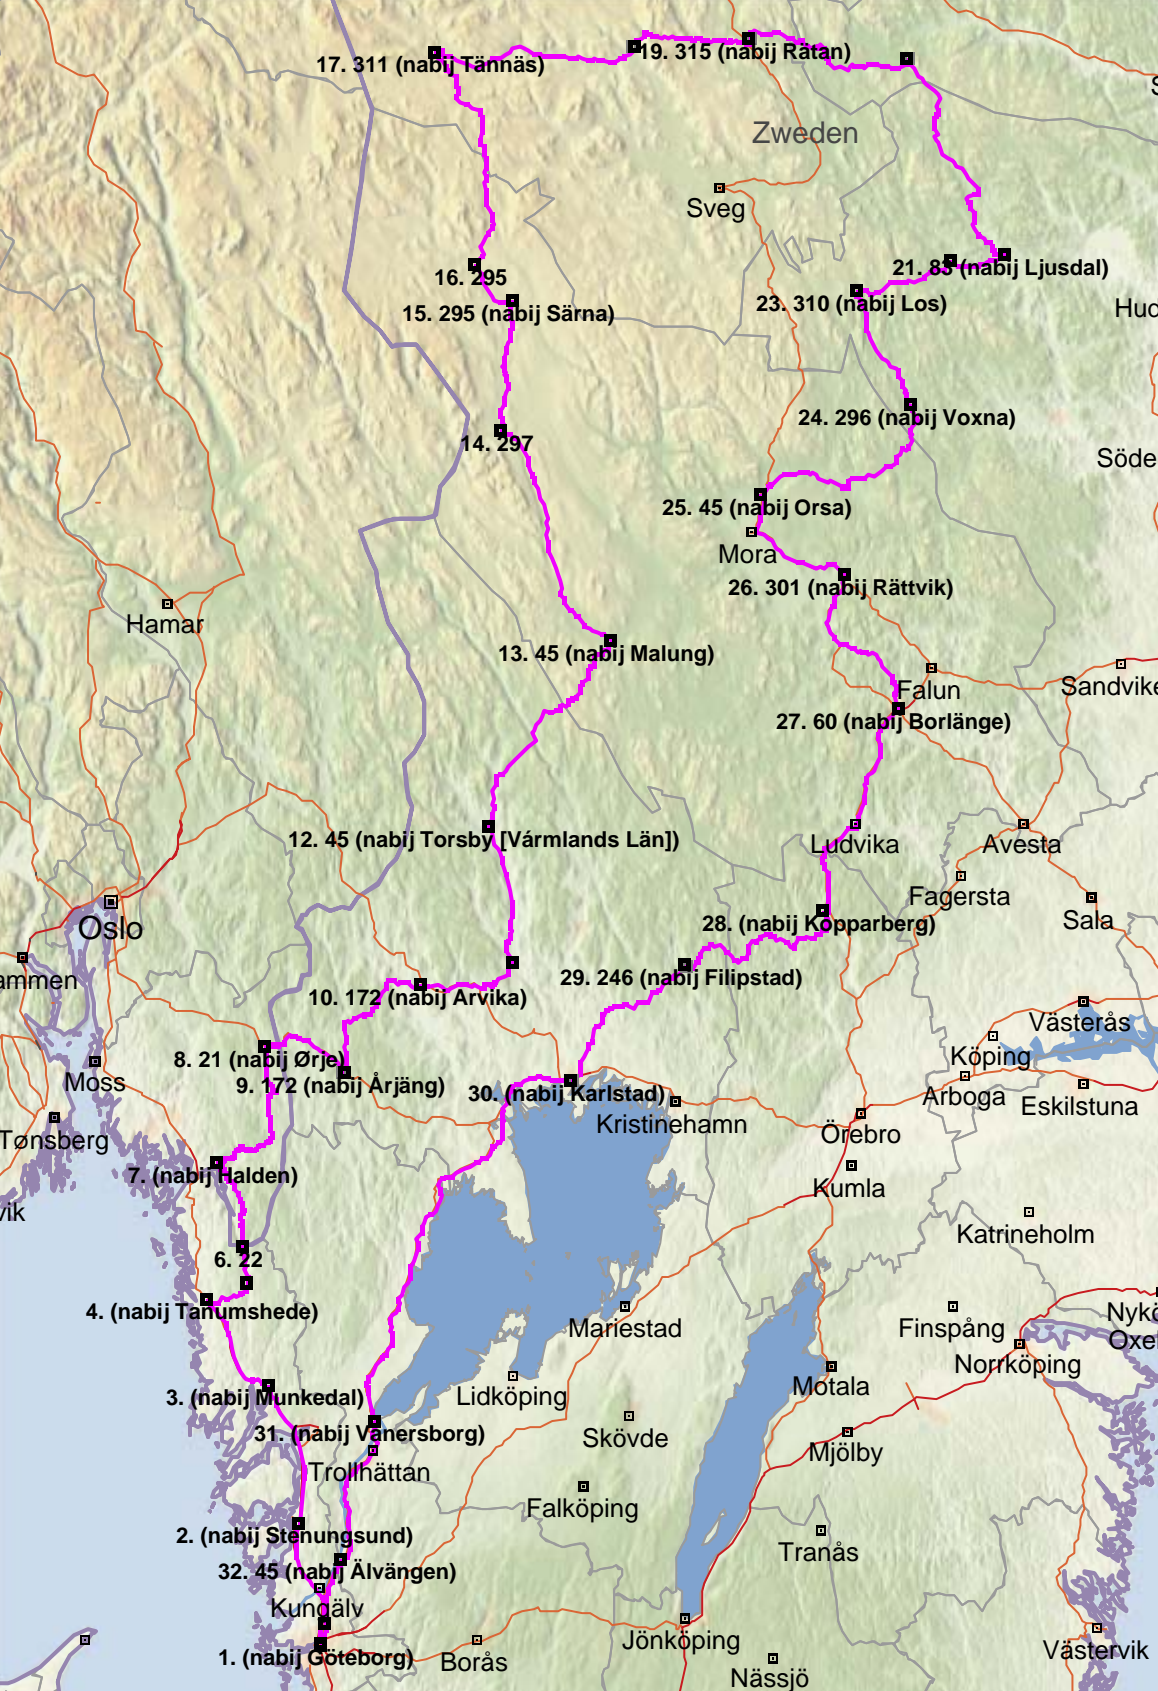 17. 311 (nabij Tännäs)
19. 315 (nabij Rätan)
Zweden
Sveg
16. 295
21. 83 (nabij Ljusdal)
15. 295 (nabij Särna)
23. 310 (nabij Los)
Hud
14. 297
24. 296 (nabij Voxna)
Söde
25. 45 (nabij Orsa)
Mora
26. 301 (nabij Rättvik)
Hamar
13. 45 (nabij Malung)
Falun
Sandvike
27. 60 (nabij Borlänge)
12. 45 (nabij Torsby [Vármlands Län])
Ludvika
Avesta
Fagersta
Oslo
28. (nabij Kopparberg)
Sala
ammen
10. 172 (nabij Arvika)
29. 246 (nabij Filipstad)
Västerås
8. 21 (nabij Ørje)
Köping
Moss
9. 172 (nabij Årjäng)
30. (nabij Karlstad)
Arboga
Eskilstuna
Kristinehamn
Tønsberg
Örebro
7. (nabij Halden)
Kumla
vik
Katrineholm
6. 22
4. (nabij Tanumshede)
Mariestad
Finspång
Nykö
Oxel
Norrköping
3. (nabij Munkedal)
Lidköping
Motala
31. (nabij Vänersborg)
Skövde
Mjölby
Trollhättan
Falköping
2. (nabij Stenungsund)
Tranås
32. 45 (nabij Älvängen)
Kungälv
1. (nabij Göteborg)
Borås
Jönköping
Västervik
Nässjö